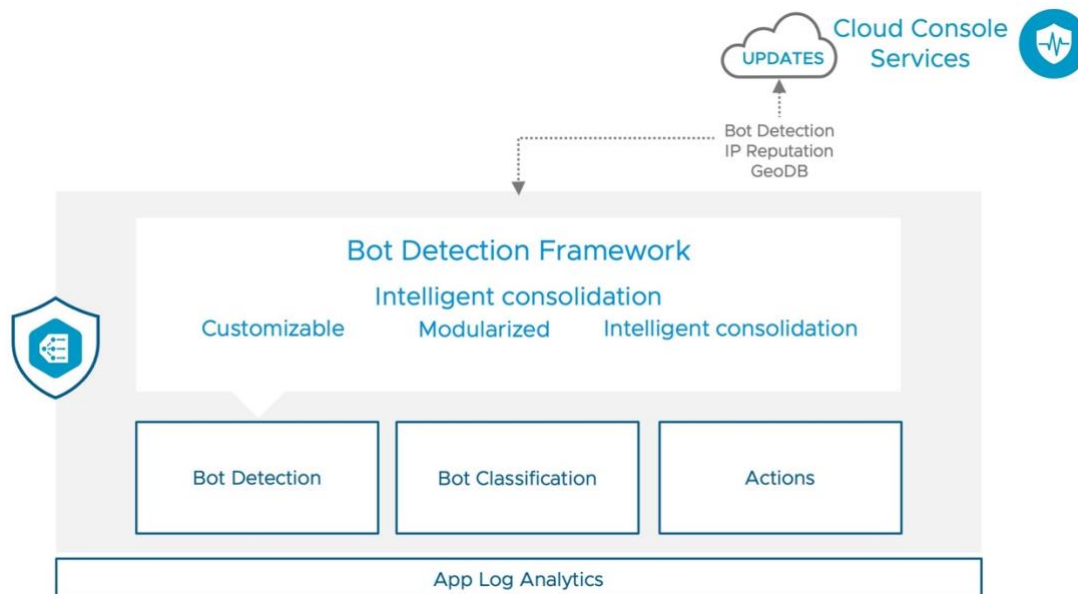 Cloud Console
Services
UPDATES
Bot Detection
IP Reputation
GeoDB
Bot Detection Framework
Intelligent consolidation
Customizable
Modularized
Intelligent consolidation
Bot Detection
Bot Classification
Actions
App Log Analytics